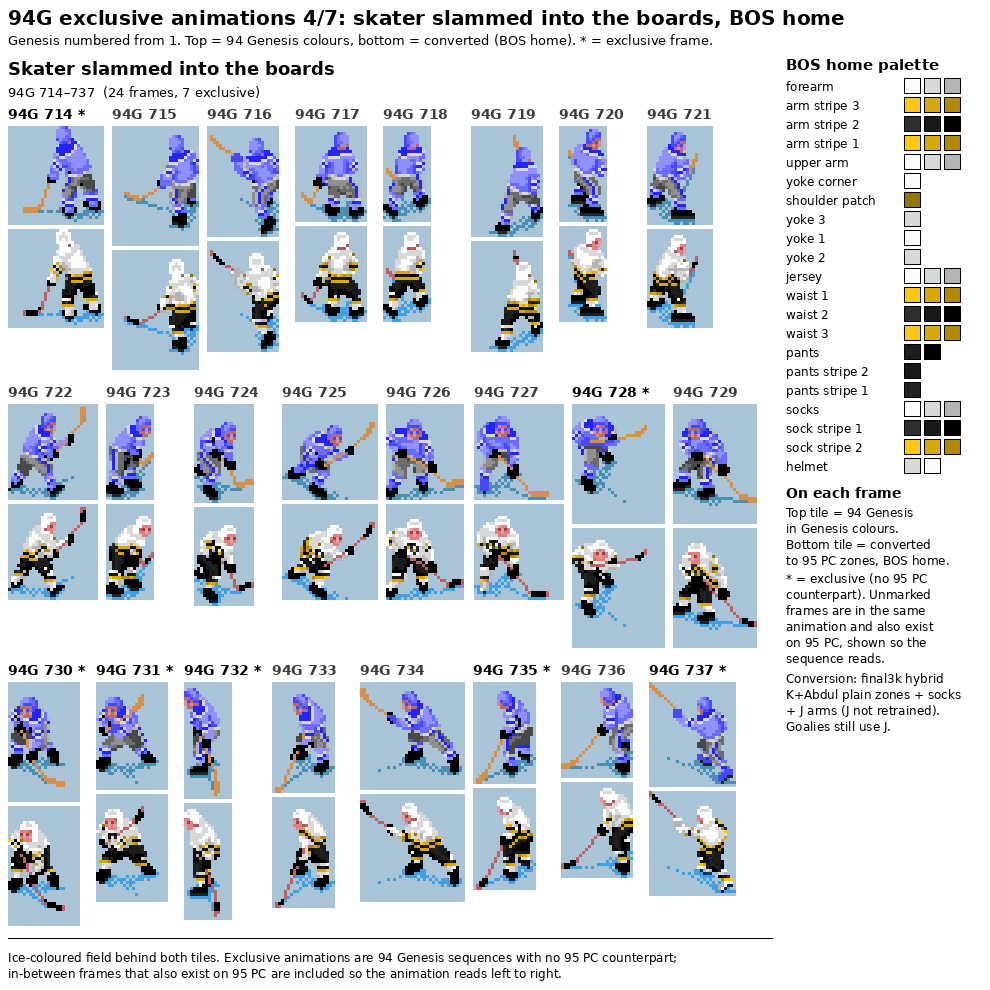 94G exclusive animations 4/7: skater slammed into the boards, BOS home
Genesis numbered from 1. Top = 94 Genesis colours, bottom = converted (BOS home). * = exclusive frame.
Skater slammed into the boards
94G 714–737  (24 frames, 7 exclusive)
94G 714 * 94G 715 94G 716 94G 717 94G 718 94G 719 94G 720 94G 721
94G 722 94G 723 94G 724 94G 725 94G 726 94G 727 94G 728 * 94G 729
94G 730 * 94G 731 * 94G 732 * 94G 733 94G 734 94G 735 * 94G 736 94G 737 *
BOS home palette
forearm
arm stripe 3
arm stripe 2
arm stripe 1
upper arm
yoke corner
shoulder patch
yoke 3
yoke 1
yoke 2
jersey
waist 1
waist 2
waist 3
pants
pants stripe 2
pants stripe 1
socks
sock stripe 1
sock stripe 2
helmet
On each frame
Top tile = 94 Genesis
in Genesis colours.
Bottom tile = converted
to 95 PC zones, BOS home.
* = exclusive (no 95 PC
counterpart). Unmarked
frames are in the same
animation and also exist
on 95 PC, shown so the
sequence reads.
Conversion: final3k hybrid
K+Abdul plain zones + socks
+ J arms (J not retrained).
Goalies still use J.
Ice-coloured field behind both tiles. Exclusive animations are 94 Genesis sequences with no 95 PC counterpart;
in-between frames that also exist on 95 PC are included so the animation reads left to right.